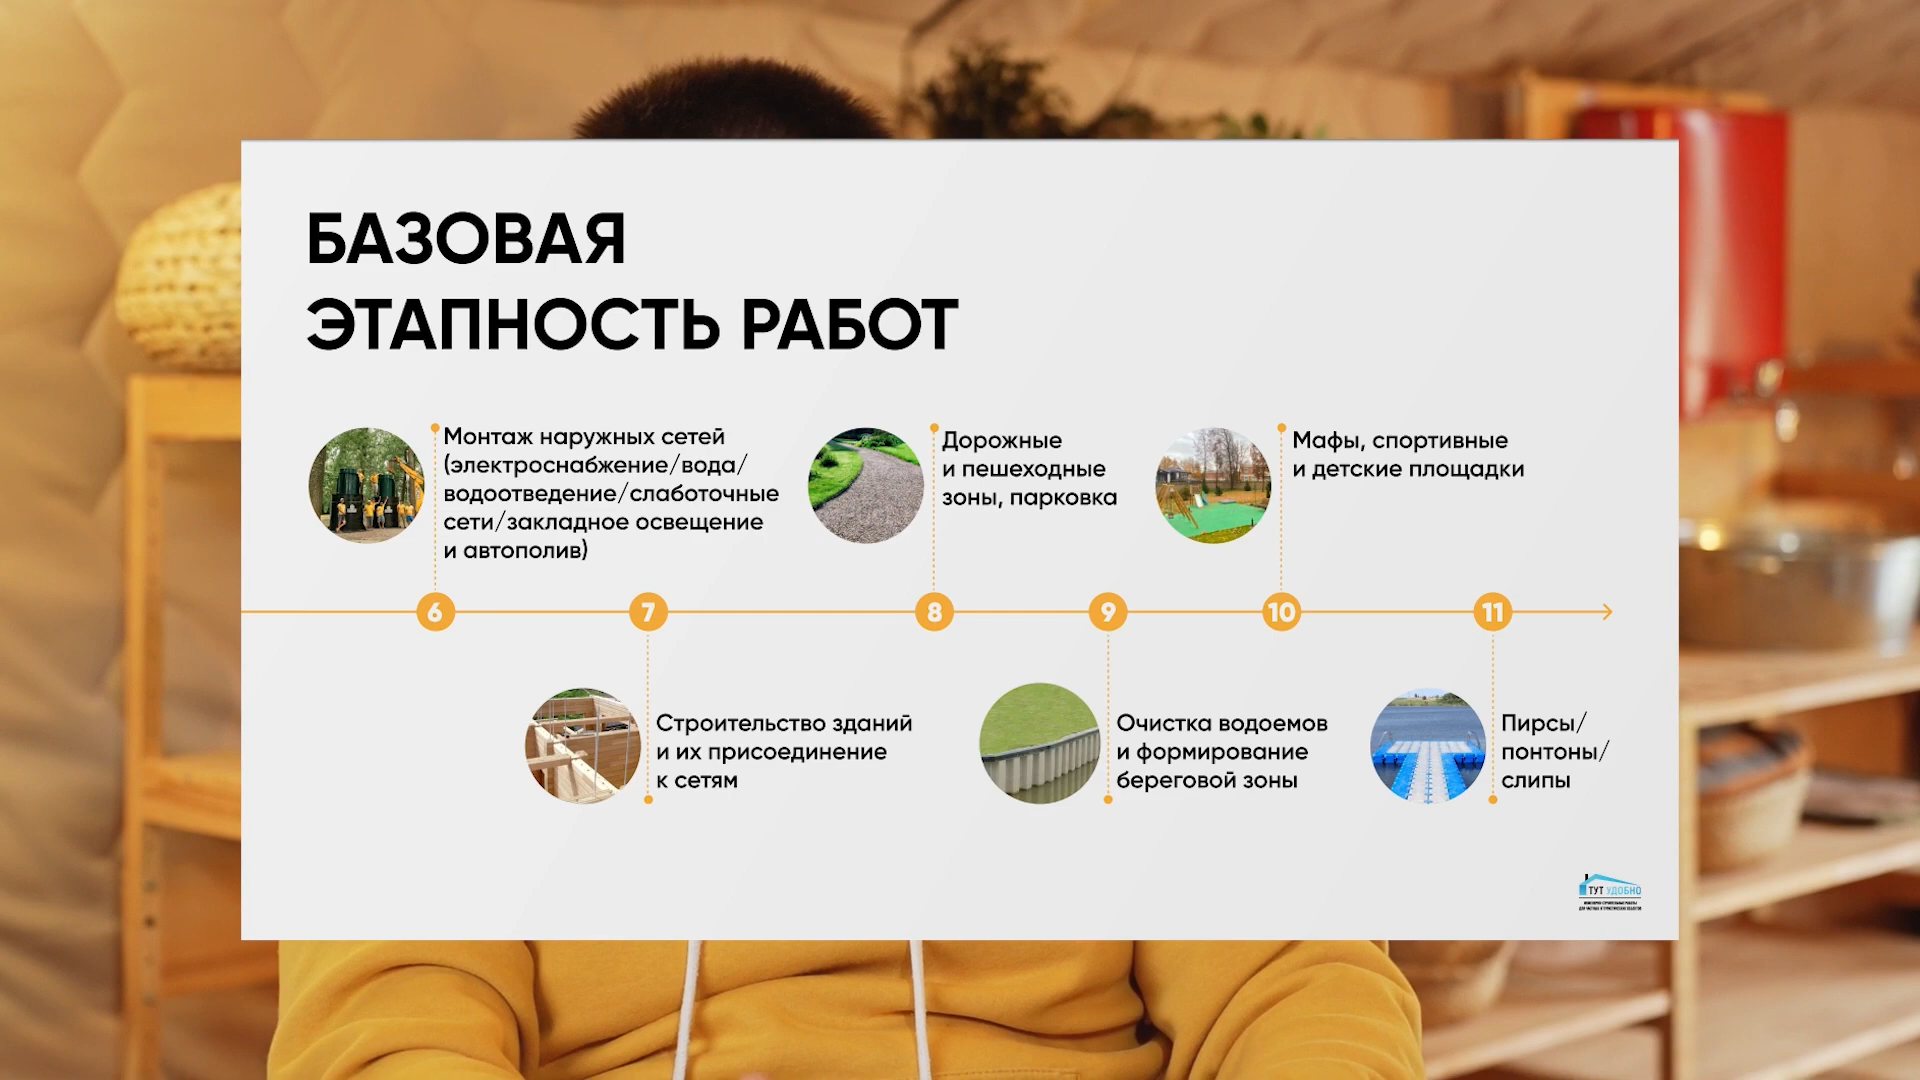 БАЗОВАЯ
ЭТАПНОСТЬ РАБОТ
Монтаж наружных сетей
(электроснабжение/вода/
водоотведение/слаботочные
сети/закладное освещение
и автополив)
Дорожные
и пешеходные
зоны, парковка
Мафы, спортивные
и детские площадки
6
7
8
9
10
11
Строительство зданий
и их присоединение
к сетям
Очистка водоемов
и формирование
береговой зоны
Пирсы/
понтоны/
слипы
ТУТ УДОБНО